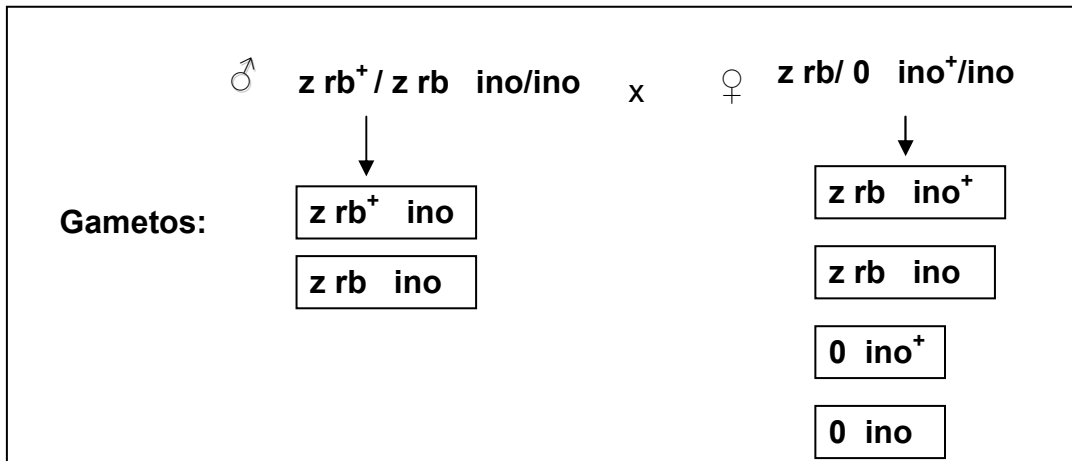 ♂ z rb⁺ / z rb ino/ino x ♀ z rb/ 0 ino⁺/ino
Gametos:
z rb⁺ ino
z rb ino
z rb ino⁺
z rb ino
0 ino⁺
0 ino